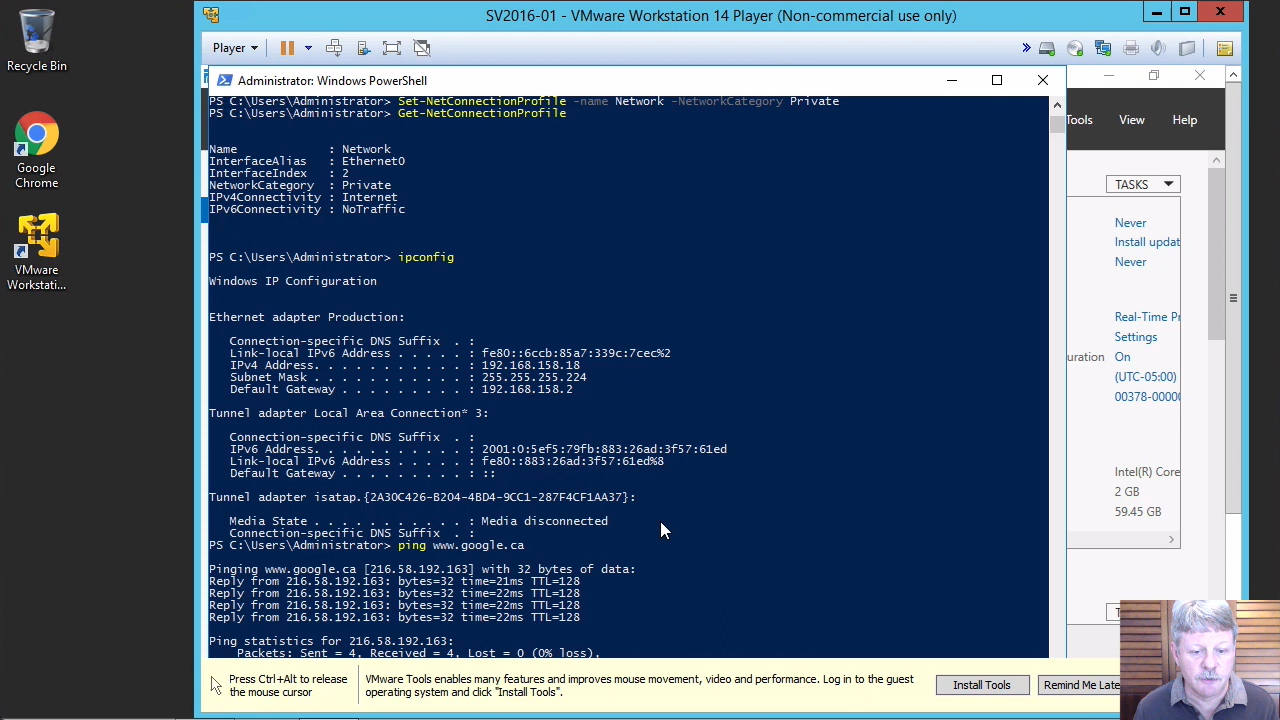 SV2016-01 - VMware Workstation 14 Player (Non-commercial use only)
Recycle Bin
Google
Chrome
VMware
Workstati...
Player
»
Administrator: Windows PowerShell
Tools View Help
TASKS
Never
Install updat
Never
Real-Time Pr
Settings
uration On
(UTC-05:00)
00378-0000
Intel(R) Core
2 GB
59.45 GB
PS C:\Users\Administrator> Set-NetConnectionProfile -name Network -NetworkCategory Private
PS C:\Users\Administrator> Get-NetConnectionProfile
Name : Network
InterfaceAlias : Ethernet0
InterfaceIndex : 2
NetworkCategory : Private
IPv4Connectivity : Internet
IPv6Connectivity : NoTraffic
PS C:\Users\Administrator> ipconfig
Windows IP Configuration
Ethernet adapter Production:
Connection-specific DNS Suffix . :
Link-local IPv6 Address . . . . . : fe80::6ccb:85a7:339c:7cec%2
IPv4 Address. . . . . . . . . . . : 192.168.158.18
Subnet Mask . . . . . . . . . . . : 255.255.255.224
Default Gateway . . . . . . . . . : 192.168.158.2
Tunnel adapter Local Area Connection* 3:
Connection-specific DNS Suffix . :
IPv6 Address. . . . . . . . . . . : 2001:0:5ef5:79fb:883:26ad:3f57:61ed
Link-local IPv6 Address . . . . . : fe80::883:26ad:3f57:61ed%8
Default Gateway . . . . . . . . . : ::
Tunnel adapter isatap.{2A30C426-B204-4BD4-9CC1-287F4CF1AA37}:
Media State . . . . . . . . . . . : Media disconnected
Connection-specific DNS Suffix . :
PS C:\Users\Administrator> ping www.google.ca
Pinging www.google.ca [216.58.192.163] with 32 bytes of data:
Reply from 216.58.192.163: bytes=32 time=21ms TTL=128
Reply from 216.58.192.163: bytes=32 time=22ms TTL=128
Reply from 216.58.192.163: bytes=32 time=22ms TTL=128
Reply from 216.58.192.163: bytes=32 time=22ms TTL=128
Ping statistics for 216.58.192.163:
Packets: Sent = 4, Received = 4, Lost = 0 (0% loss),
Press Ctrl+Alt to release
the mouse cursor
VMware Tools enables many features and improves mouse movement, video and performance. Log in to the guest
operating system and click "Install Tools".
Install Tools
Remind Me Late